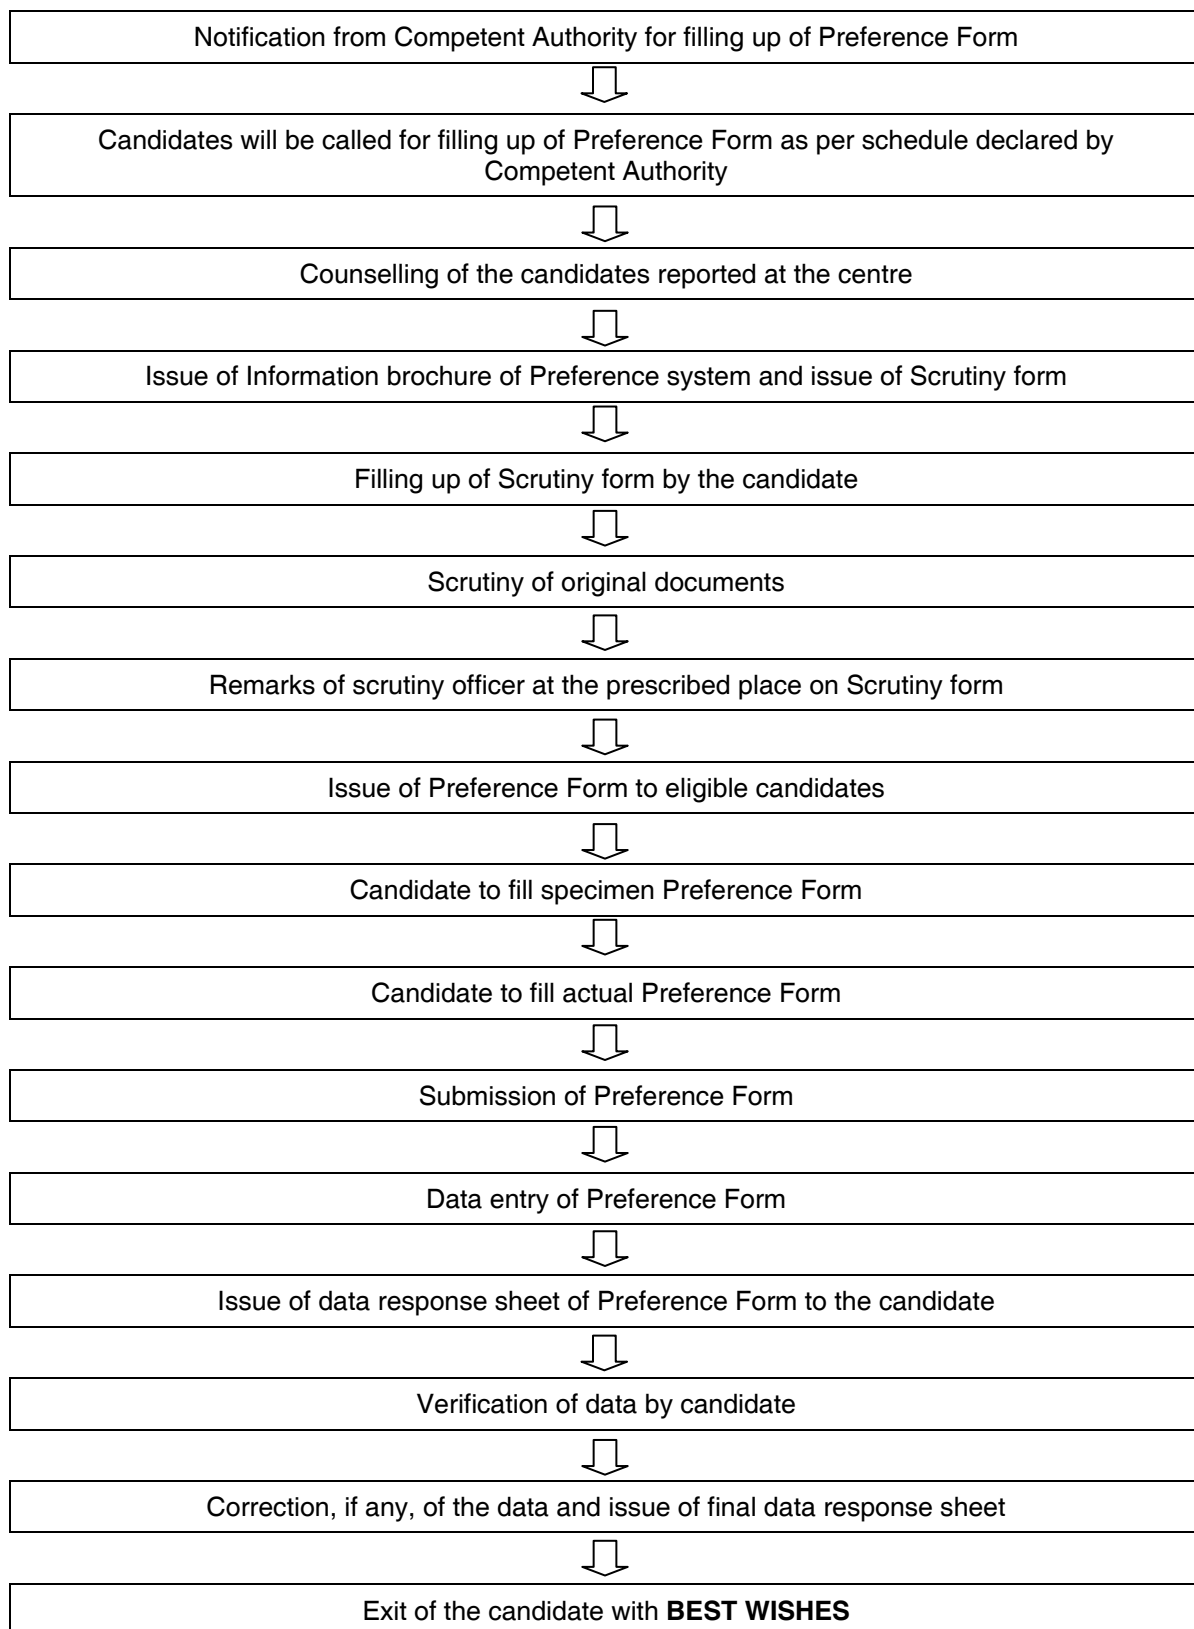 Notification from Competent Authority for filling up of Preference Form
Candidates will be called for filling up of Preference Form as per schedule declared by
Competent Authority
Counselling of the candidates reported at the centre
Issue of Information brochure of Preference system and issue of Scrutiny form
Filling up of Scrutiny form by the candidate
Scrutiny of original documents
Remarks of scrutiny officer at the prescribed place on Scrutiny form
Issue of Preference Form to eligible candidates
Candidate to fill specimen Preference Form
Candidate to fill actual Preference Form
Submission of Preference Form
Data entry of Preference Form
Issue of data response sheet of Preference Form to the candidate
Verification of data by candidate
Correction, if any, of the data and issue of final data response sheet
Exit of the candidate with BEST WISHES